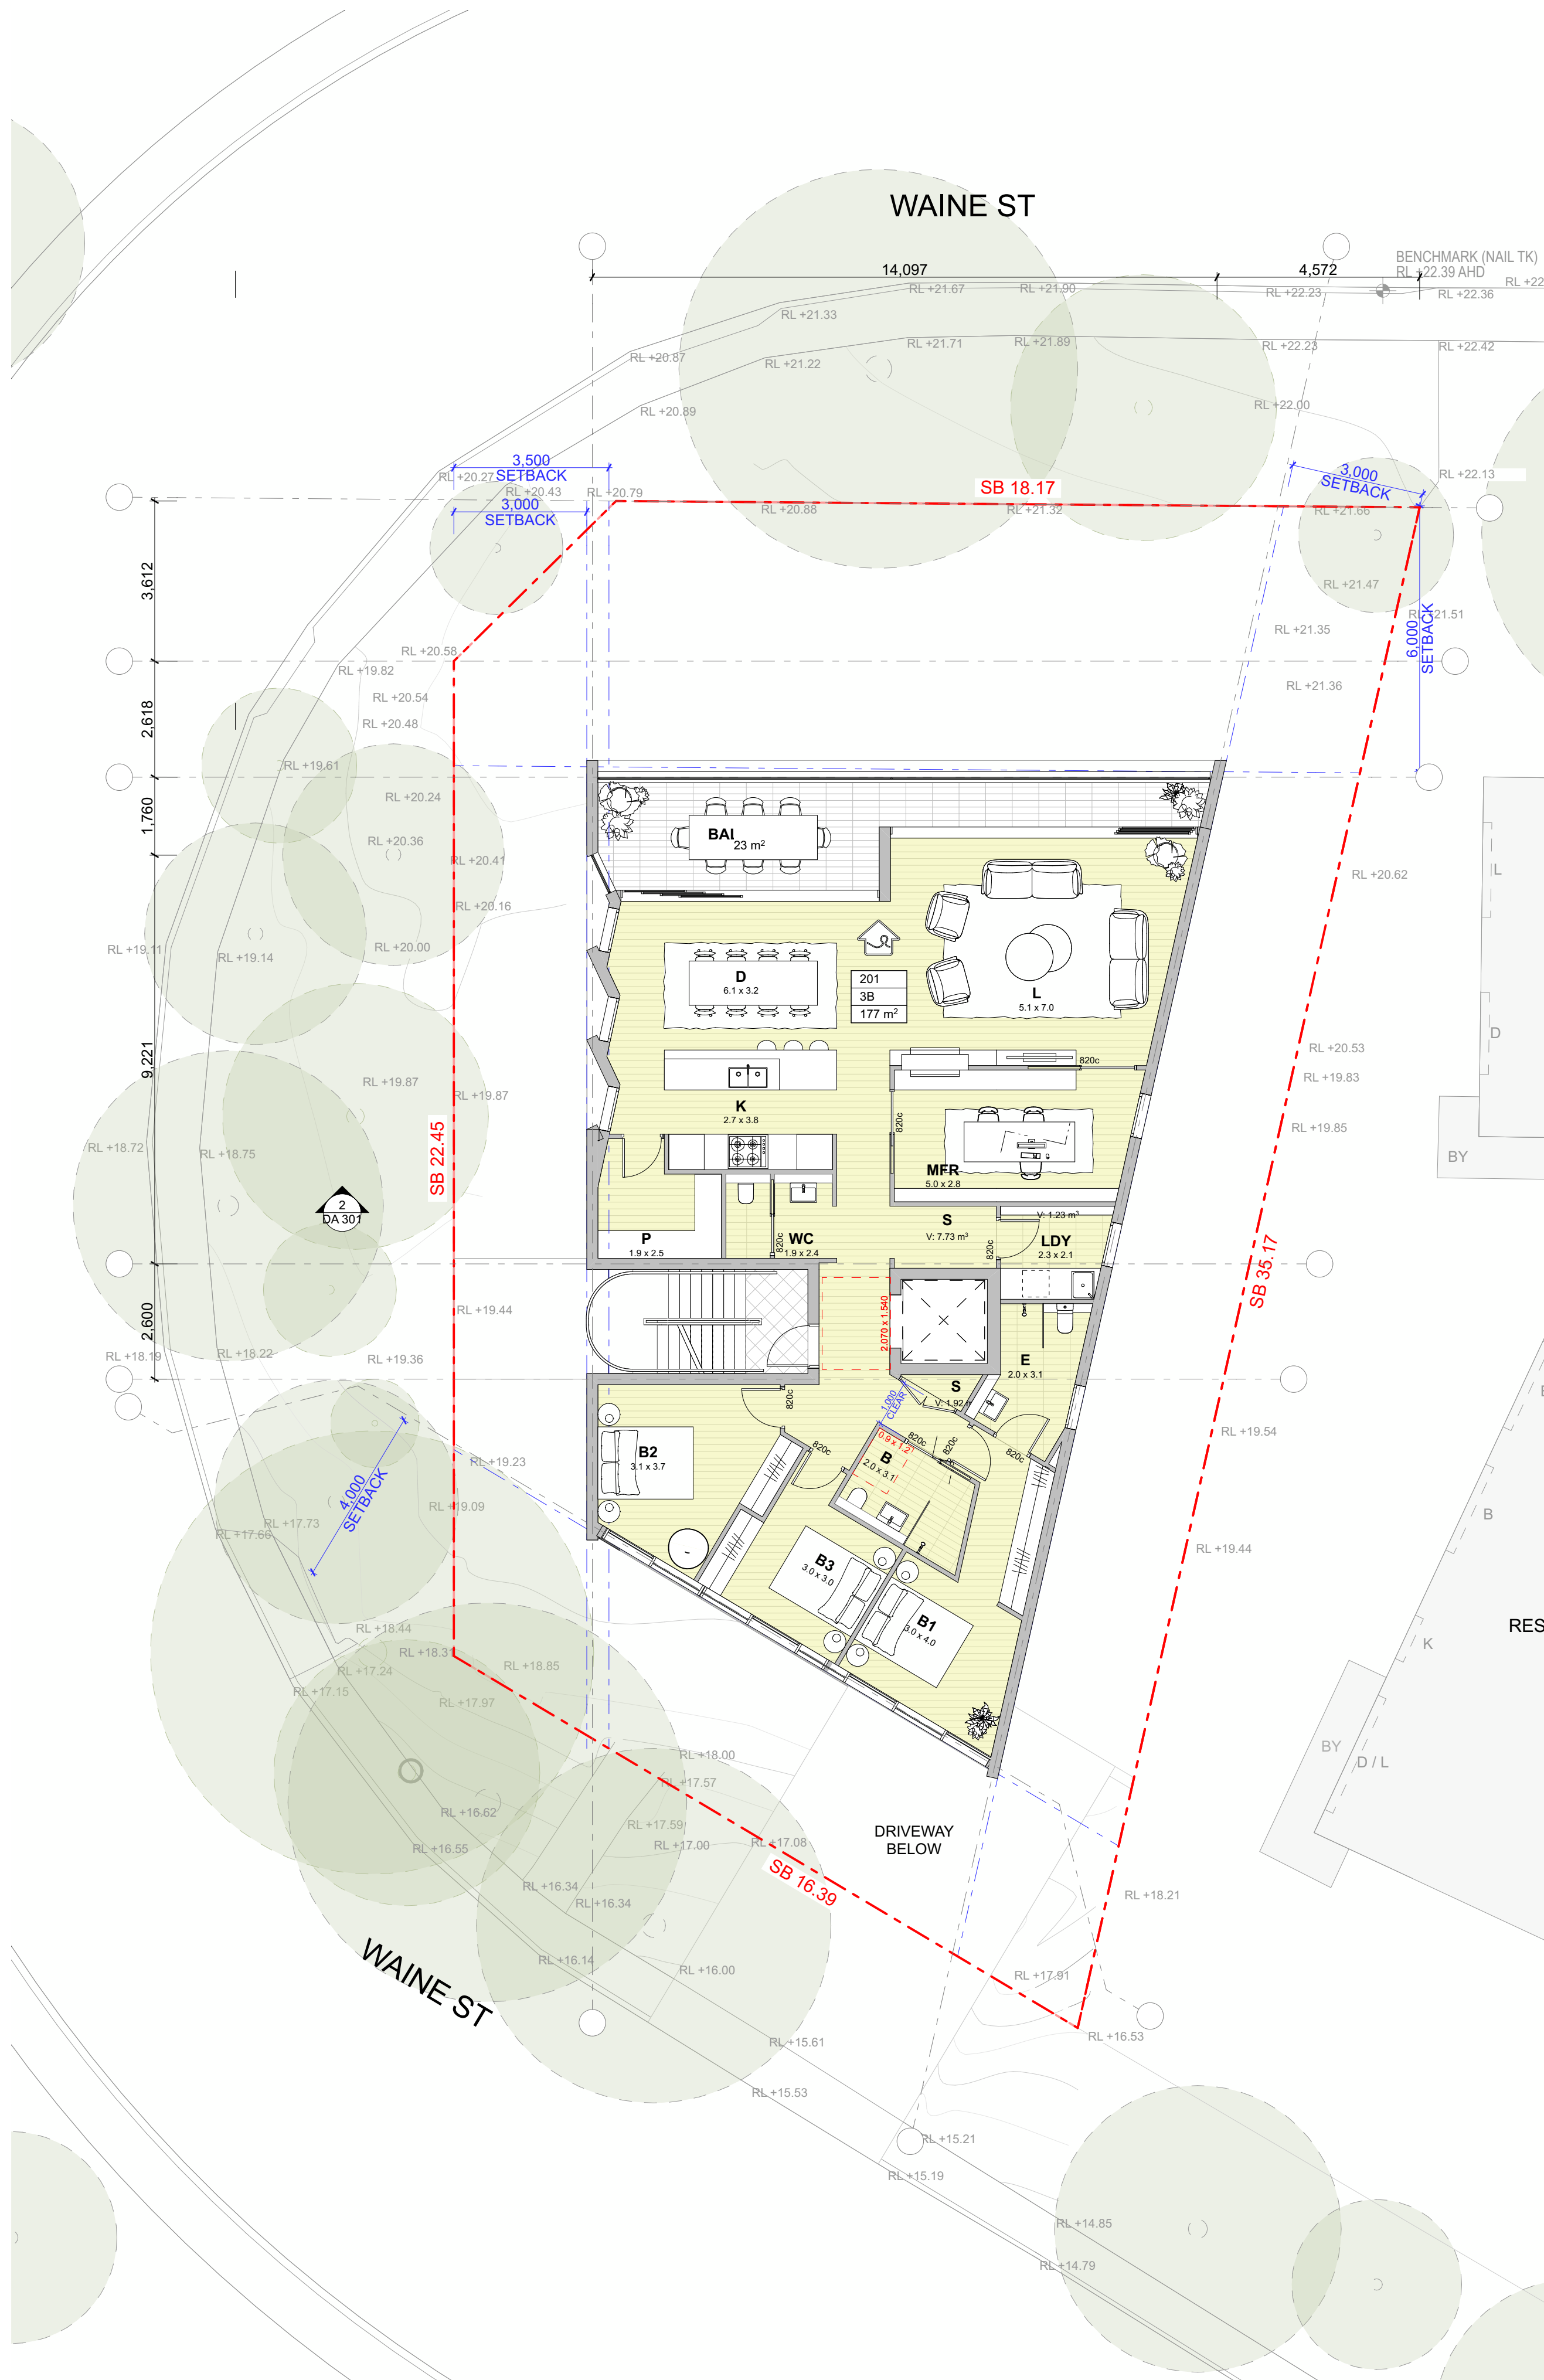 WAINE ST
BENCHMARK (NAIL TK)
RL +22.39 AHD
14,097
4,572
RL +22
RL +21.67
RL +21.90
RL +22.23
RL +22.36
RL +21.33
RL +20.87
RL +21.22
RL +21.71
RL +21.89
RL +22.23
RL +22.42
RL +20.89
RL +22.00
3,500
SETBACK
RL +20.27
RL +20.43
RL +20.79
3,000
SETBACK
SB 18.17
3,000
SETBACK
RL +22.13
RL +20.88
RL +21.32
RL +21.66
3,612
RL +21.47
RL +21.51
6,000
SETBACK
RL +21.35
RL +20.58
RL +19.82
RL +20.54
RL +20.48
RL +21.36
2,618
RL +19.61
RL +20.24
1,760
RL +20.36
RL +20.41
BAL
23 m²
RL +20.62
L
RL +20.16
RL +19.11
RL +19.14
RL +20.00
D
6.1 x 3.2
201
3B
177 m²
L
5.1 x 7.0
D
RL +20.53
9,221
820c
RL +19.87
RL +19.87
RL +19.83
K
2.7 x 3.8
820c
RL +19.85
RL +18.72
RL +18.75
SB 22.45
BY
MFR
5.0 x 2.8
2
DA 301
V: 1.23 m³
S
V: 7.73 m³
P
1.9 x 2.5
820c
WC
1.9 x 2.4
820c
LDY
2.3 x 2.1
SB 35.17
2,600
RL +19.44
2.070 x 1.540
RL +18.19
RL +18.22
RL +19.36
E
2.0 x 3.1
S
V: 1.92
1,000
CLEAR
820c
RL +19.54
0.9 x 1.2
820c
820c
820c
820c
B2
3.1 x 3.7
B
2.0 x 3.1
RL +19.23
4,000
SETBACK
RL +19.09
RL +17.73
RL +17.66
B
RL +19.44
B3
3.0 x 3.0
B1
3.0 x 4.0
RL +18.44
RL +18.31
RES
K
RL +17.24
RL +18.85
RL +17.15
RL +17.97
RL +18.00
BY
D / L
RL +17.57
RL +16.62
RL +17.59
DRIVEWAY
BELOW
RL +16.55
RL +17.00
RL +17.08
SB 16.39
RL +16.34
RL +16.34
RL +18.21
WAINE ST
RL +16.14
RL +16.00
RL +17.91
RL +16.53
RL +15.61
RL +15.53
RL +15.21
RL +15.19
RL +14.85
RL +14.79